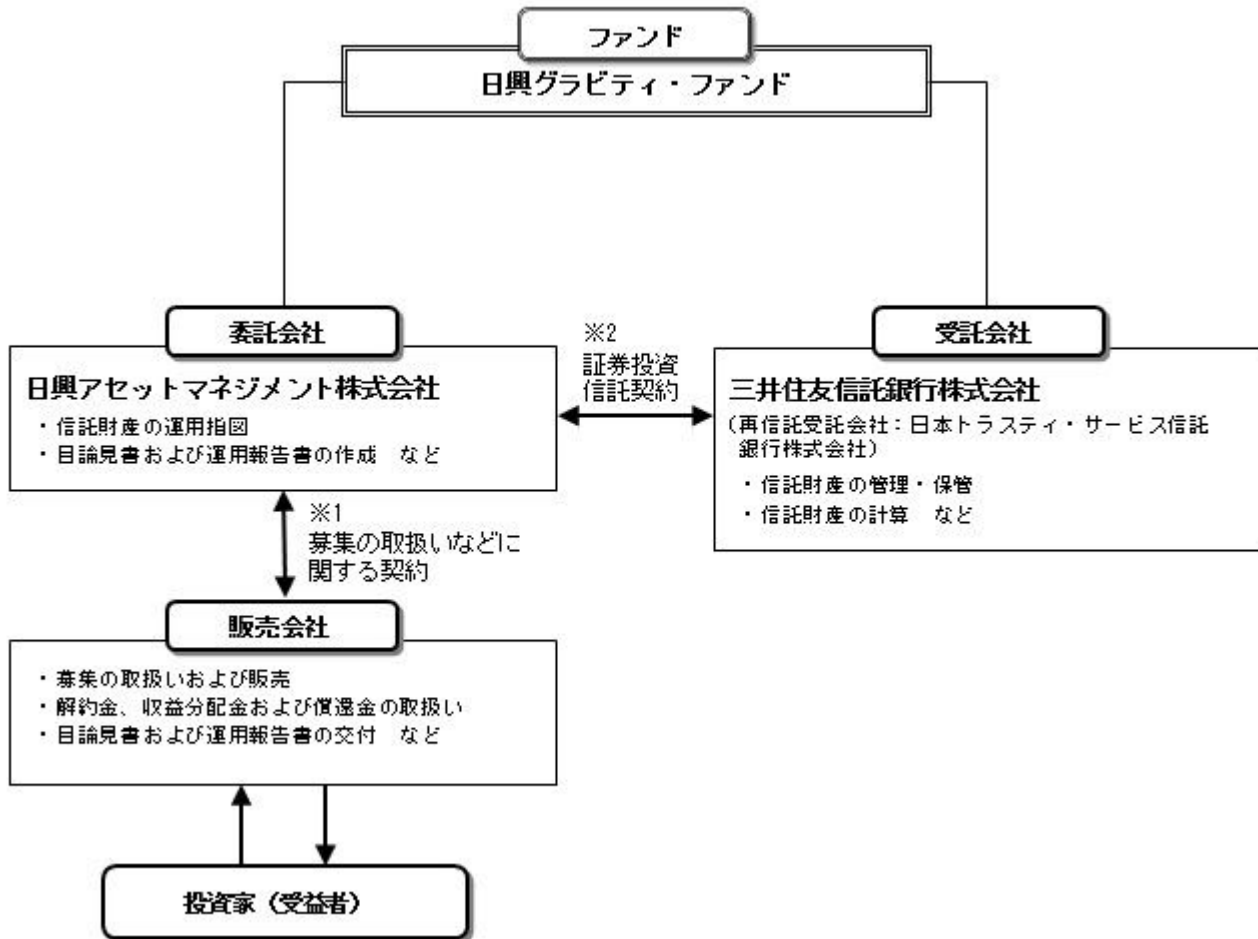 ファンド
日興グラビティ・ファンド
委託会社
日興アセットマネジメント株式会社
・信託財産の運用指図
・目論見書および運用報告書の作成　など
※2
証券投資
信託契約
受託会社
三井住友信託銀行株式会社
(再信託受託会社：日本トラスティ・サービス信託
銀行株式会社)
・信託財産の管理・保管
・信託財産の計算　など
※1
募集の取扱いなどに
関する契約
販売会社
・募集の取扱いおよび販売
・解約金、収益分配金および償還金の取扱い
・目論見書および運用報告書の交付　など
投資家（受益者）